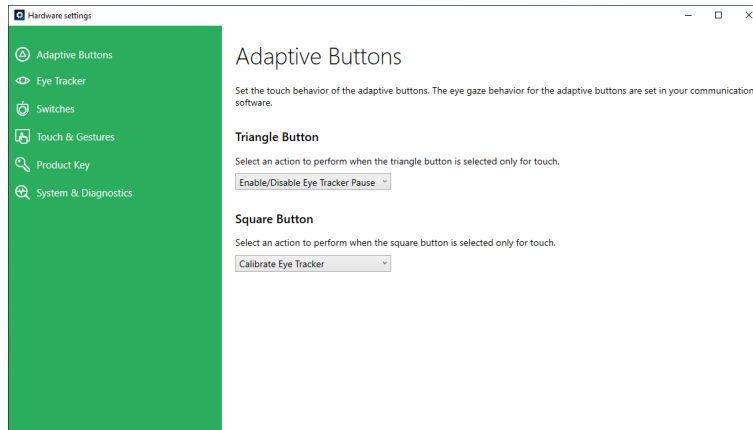 Hardware settings
Adaptive Buttons
Eye Tracker
Switches
Touch & Gestures
Product Key
System & Diagnostics
Adaptive Buttons
Set the touch behavior of the adaptive buttons. The eye gaze behavior for the adaptive buttons are set in your communication
software.
Triangle Button
Select an action to perform when the triangle button is selected only for touch.
Enable/Disable Eye Tracker Pause
Square Button
Select an action to perform when the square button is selected only for touch.
Calibrate Eye Tracker